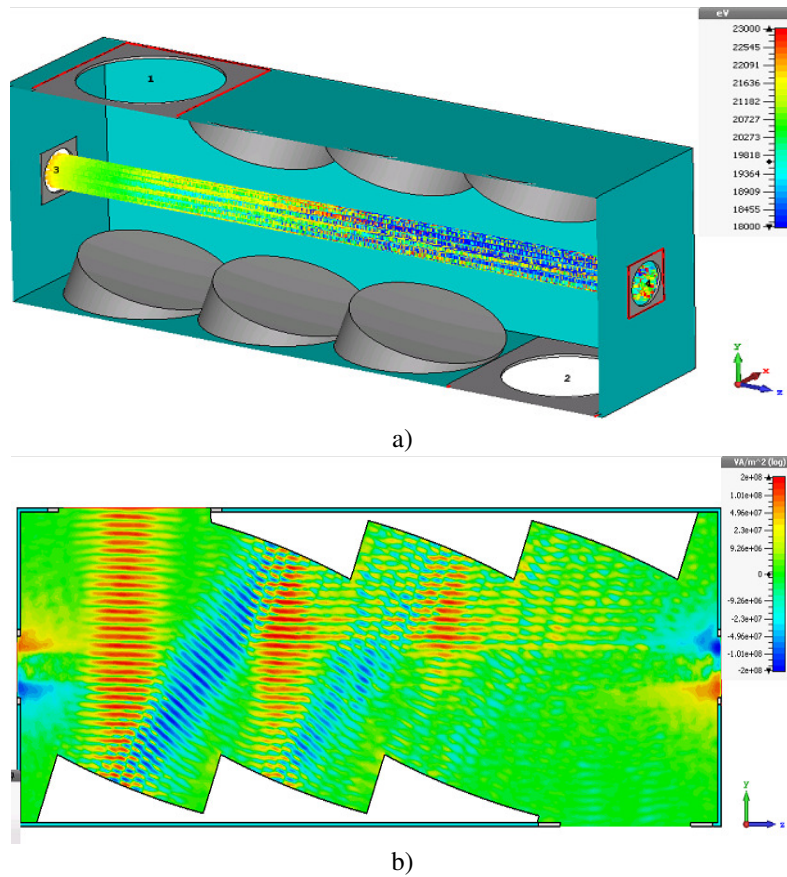 eV
23000
22545
22091
21636
21182
20727
20273
19818
19364
18909
18455
18000
1
3
4
2
y
x
z
a)
VA/m^2 (log)
2e+08
1.01e+08
4.96e+07
2.3e+07
9.26e+06
0
-9.26e+06
-2.3e+07
-4.96e+07
-1.01e+08
-2e+08
y
z
b)